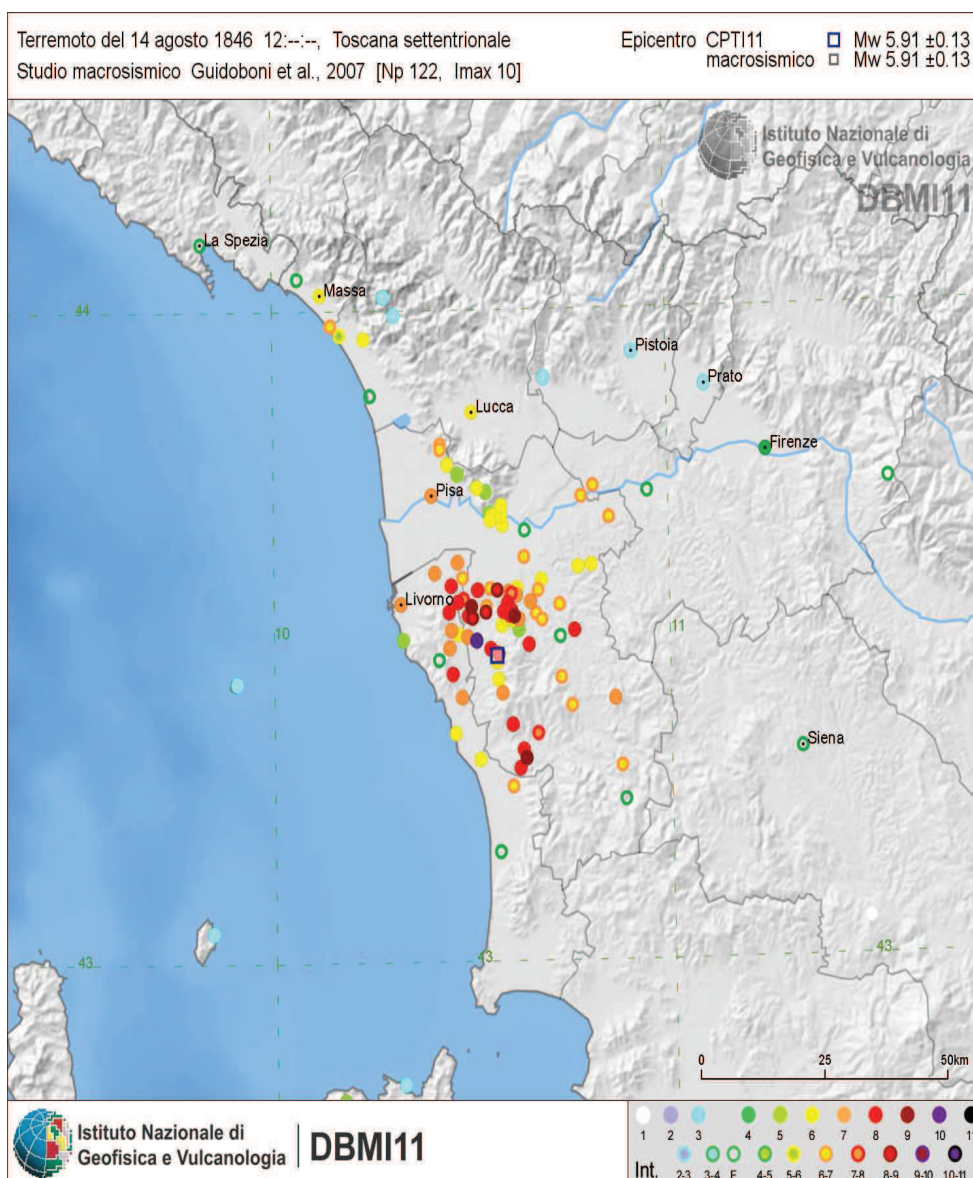 Terremoto del 14 agosto 1846 12:--:--, Toscana settentrionale
Epicentro CPTI11 Mw 5.91 ±0.13
Studio macrosismico Guidoboni et al., 2007 [Np 122, Imax 10]
macrosismico Mw 5.91 ±0.13
Istituto Nazionale di
Geofisica e Vulcanologia
DBMI11
La Spezia
Massa
44
Pistoia
Prato
Lucca
Firenze
Pisa
Livorno
10
11
Siena
43
43
43
0 25 50km
Istituto Nazionale di
Geofisica e Vulcanologia
DBMI11
1 2 3 4 5 6 7 8 9 10 11
Int. 2-3 3-4 F 4-5 5-6 6-7 7-8 8-9 9-10 10-11